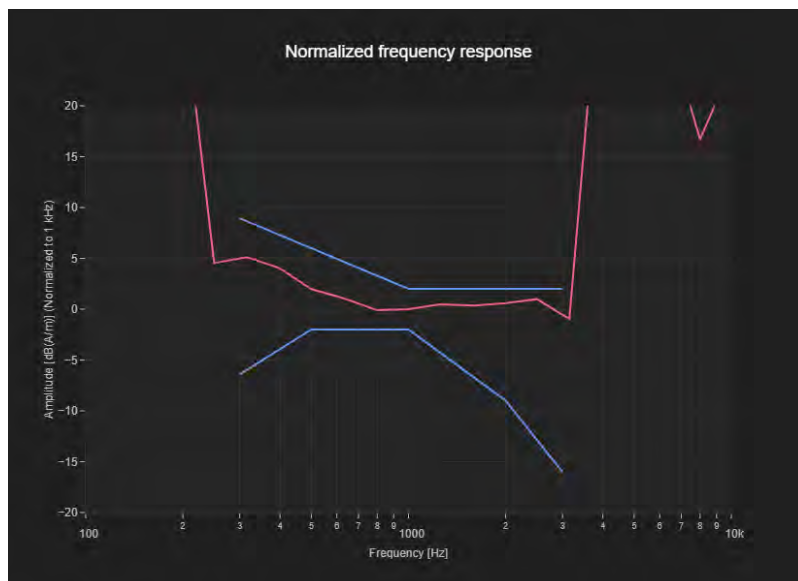 Normalized frequency response
Amplitude [dB(A/m)] (Normalized to 1 kHz)
20
15
10
5
0
−5
−10
−15
−20
100 2 3 4 5 6 7 8 9 1000 2 3 4 5 6 7 8 9 10k
Frequency [Hz]